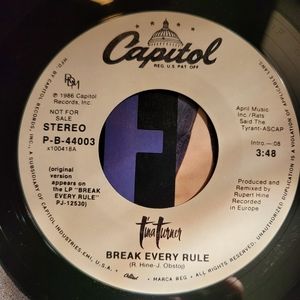 Capitol
REG. U.S. PAT. OFF.
℗ 1986 Capitol
Records, Inc.
NOT FOR
SALE
STEREO
P-B-44003
x100418A
(original
version
appears on
the LP "BREAK
EVERY RULE"
PJ-12530)
April Music
Inc./Rats
Said The
Tyrant-ASCAP
Intro-:08
3:48
Produced and
Remixed by
Rupert Hine
Recorded in
Europe
Tina Turner
BREAK EVERY RULE
(R. Hine-J. Obstoj)